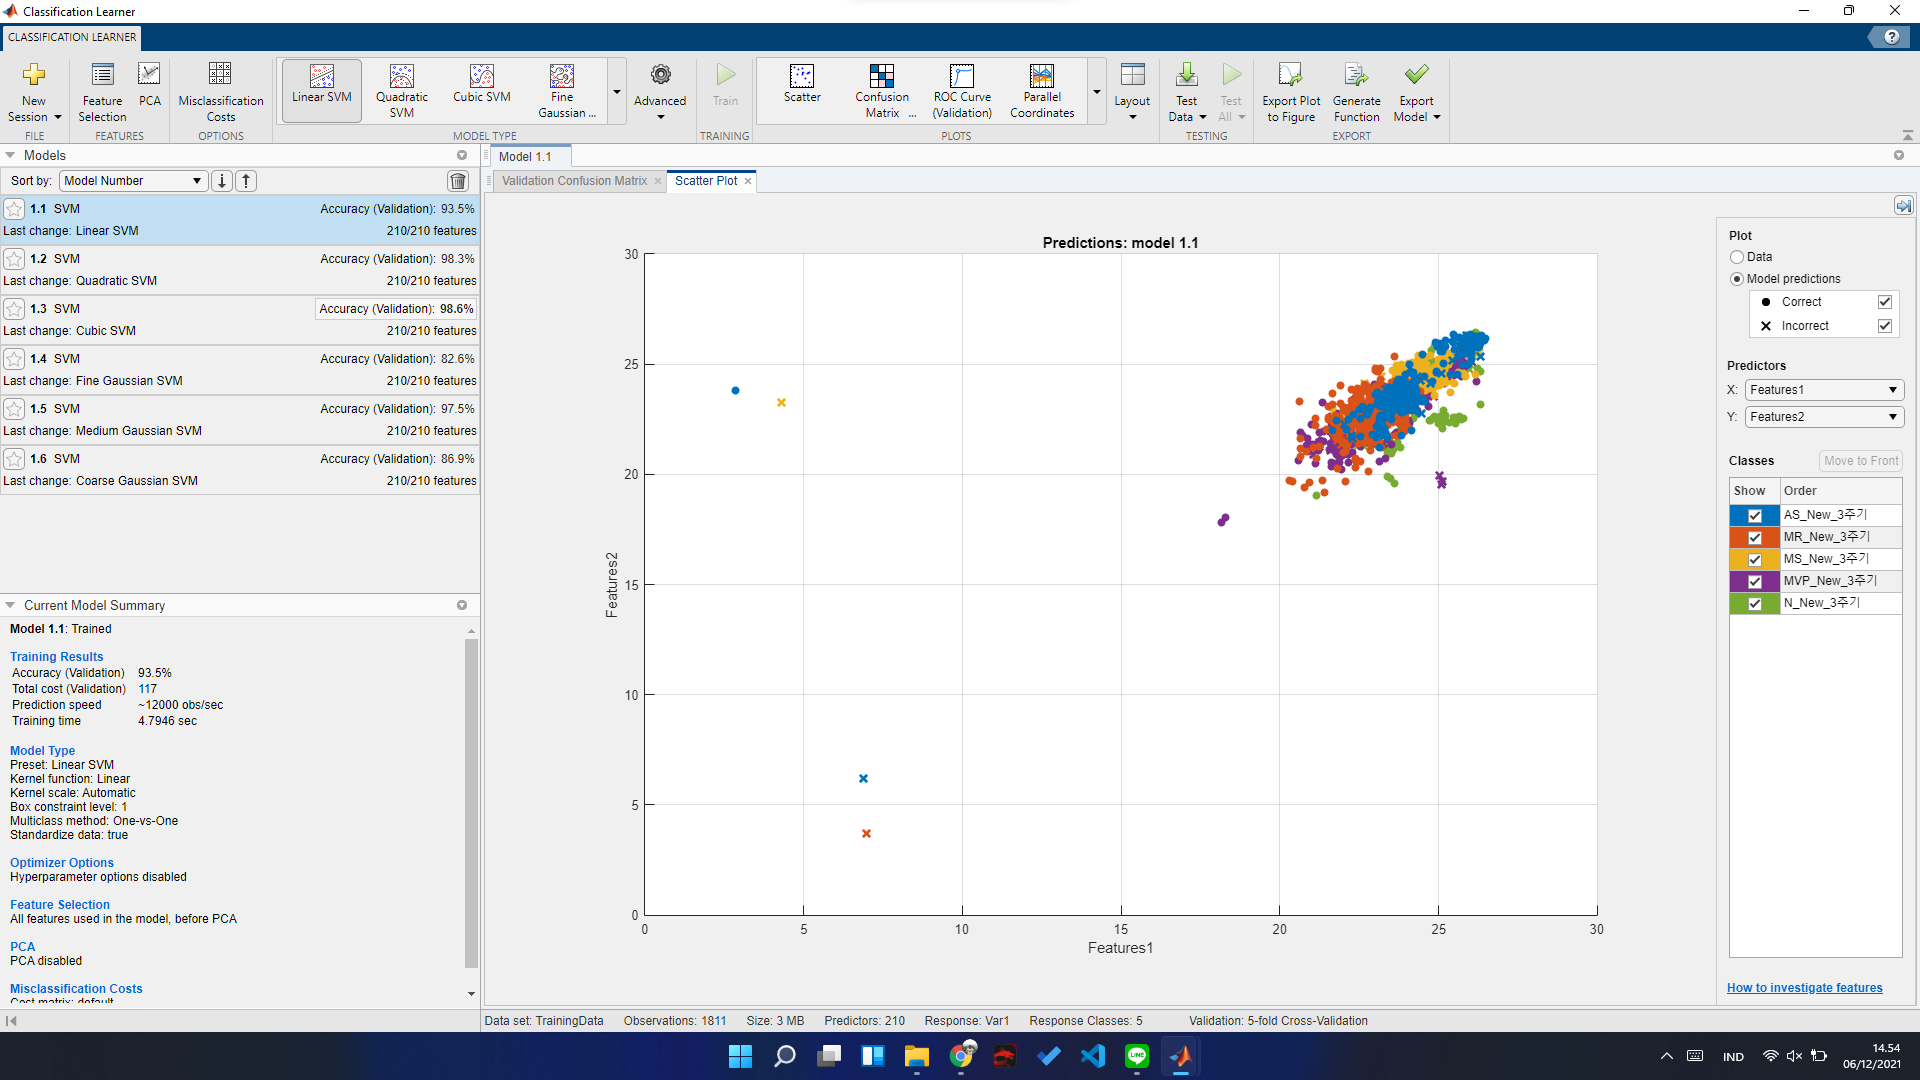 Classification Learner
CLASSIFICATION LEARNER
New Session
Feature Selection
PCA
Misclassification Costs
Linear SVM
Quadratic SVM
Cubic SVM
Fine Gaussian ...
Advanced
Train
Scatter
Confusion Matrix ...
ROC Curve (Validation)
Parallel Coordinates
Layout
Test Data
Test All
Export Plot to Figure
Generate Function
Export Model
FILE
FEATURES
OPTIONS
MODEL TYPE
TRAINING
PLOTS
TESTING
EXPORT
Models
Sort by: Model Number
1.1 SVM Accuracy (Validation): 93.5%
Last change: Linear SVM 210/210 features
1.2 SVM Accuracy (Validation): 98.3%
Last change: Quadratic SVM 210/210 features
1.3 SVM Accuracy (Validation): 98.6%
Last change: Cubic SVM 210/210 features
1.4 SVM Accuracy (Validation): 82.6%
Last change: Fine Gaussian SVM 210/210 features
1.5 SVM Accuracy (Validation): 97.5%
Last change: Medium Gaussian SVM 210/210 features
1.6 SVM Accuracy (Validation): 86.9%
Last change: Coarse Gaussian SVM 210/210 features
Current Model Summary
Model 1.1: Trained
Training Results
Accuracy (Validation) 93.5%
Total cost (Validation) 117
Prediction speed ~12000 obs/sec
Training time 4.7946 sec
Model Type
Preset: Linear SVM
Kernel function: Linear
Kernel scale: Automatic
Box constraint level: 1
Multiclass method: One-vs-One
Standardize data: true
Optimizer Options
Hyperparameter options disabled
Feature Selection
All features used in the model, before PCA
PCA
PCA disabled
Misclassification Costs
Cost matrix: default
Model 1.1
Validation Confusion Matrix
Scatter Plot
Predictions: model 1.1
30
25
20
15
10
5
0
Features2
0 5 10 15 20 25 30
Features1
Plot
Data
Model predictions
Correct
Incorrect
Predictors
X: Features1
Y: Features2
Classes
Move to Front
Show Order
AS_New_3주기
MR_New_3주기
MS_New_3주기
MVP_New_3주기
N_New_3주기
How to investigate features
Data set: TrainingData Observations: 1811 Size: 3 MB Predictors: 210 Response: Var1 Response Classes: 5 Validation: 5-fold Cross-Validation
LINE
IND
14.54
06/12/2021